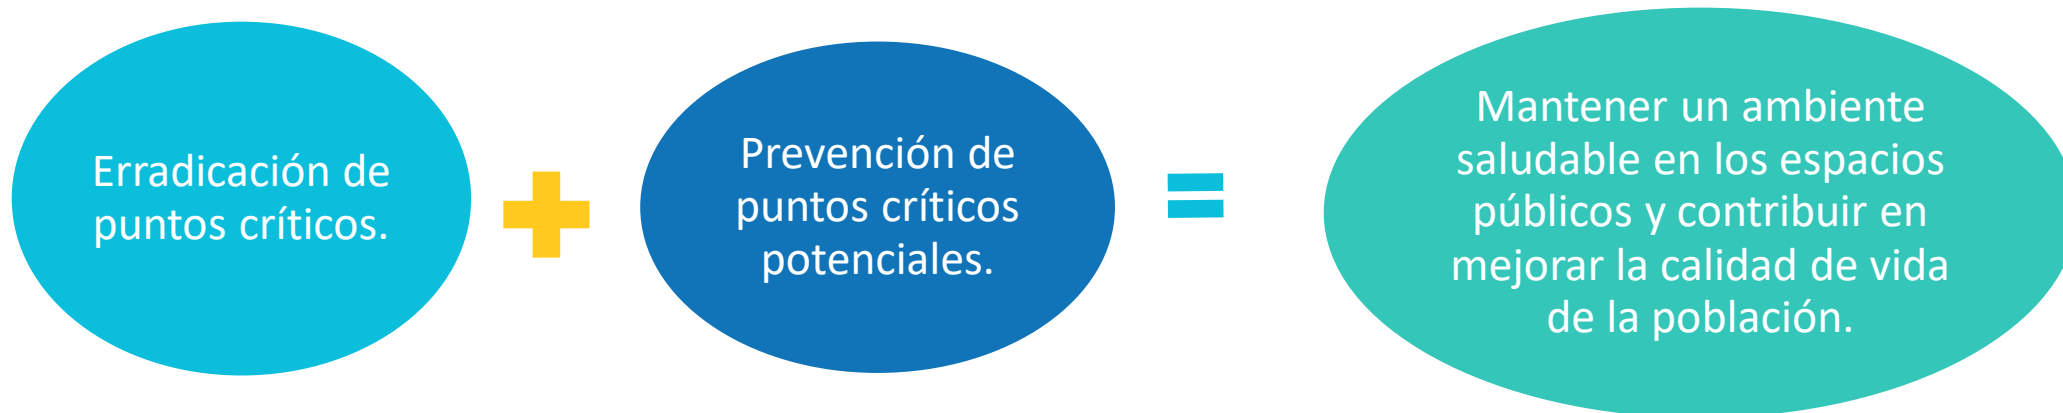 Erradicación de
puntos críticos.
Prevención de
puntos críticos
potenciales.
Mantener un ambiente
saludable en los espacios
públicos y contribuir en
mejorar la calidad de vida
de la población.